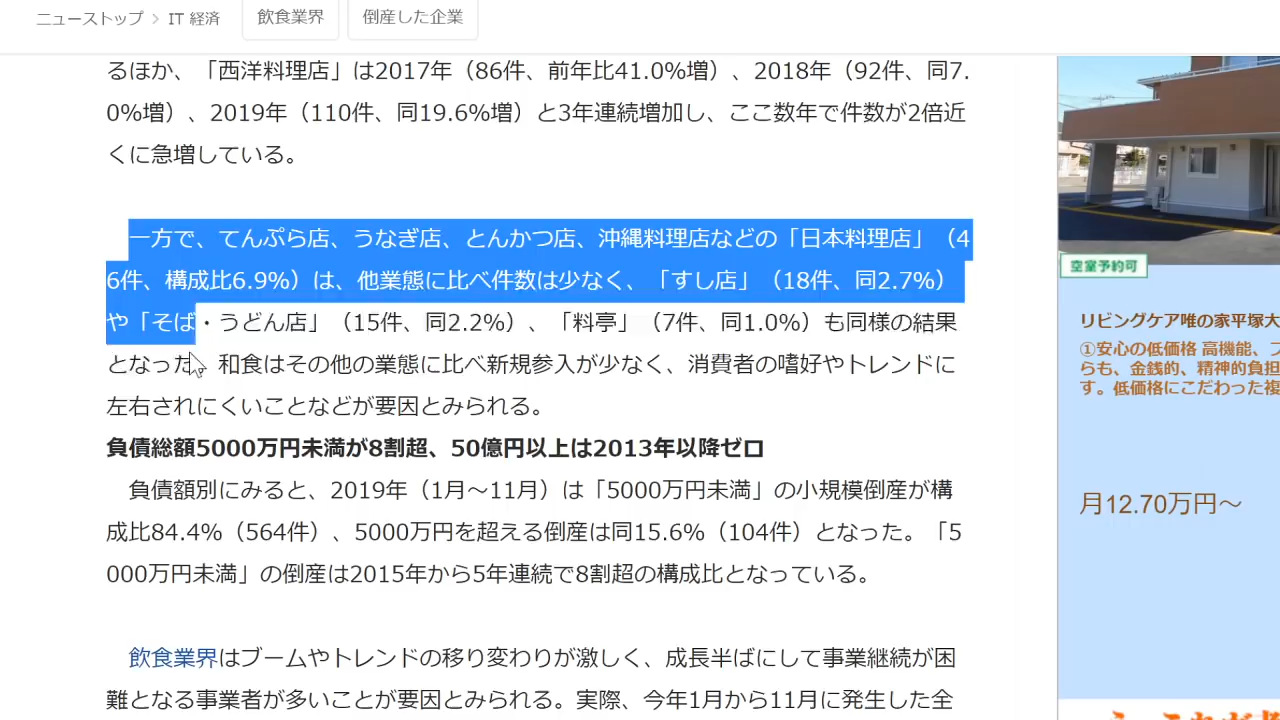 ニューストップ > IT 経済 飲食業界 倒産した企業
るほか、「西洋料理店」は2017年（86件、前年比41.0%増）、2018年（92件、同7.
0%増）、2019年（110件、同19.6%増）と3年連続増加し、ここ数年で件数が2倍近
くに急増している。
一方で、てんぷら店、うなぎ店、とんかつ店、沖縄料理店などの「日本料理店」（4
6件、構成比6.9%）は、他業態に比べ件数は少なく、「すし店」（18件、同2.7%）
や「そば・うどん店」（15件、同2.2%）、「料亭」（7件、同1.0%）も同様の結果
となった。和食はその他の業態に比べ新規参入が少なく、消費者の嗜好やトレンドに
左右されにくいことなどが要因とみられる。
負債総額5000万円未満が8割超、50億円以上は2013年以降ゼロ
負債額別にみると、2019年（1月～11月）は「5000万円未満」の小規模倒産が構
成比84.4%（564件）、5000万円を超える倒産は同15.6%（104件）となった。「5
000万円未満」の倒産は2015年から5年連続で8割超の構成比となっている。
飲食業界はブームやトレンドの移り変わりが激しく、成長半ばにして事業継続が困
難となる事業者が多いことが要因とみられる。実際、今年1月から11月に発生した全
空室予約可
リビングケア唯の家平塚大
①安心の低価格 高機能、フ
らも、金銭的、精神的負担
す。低価格にこだわった複
月12.70万円～